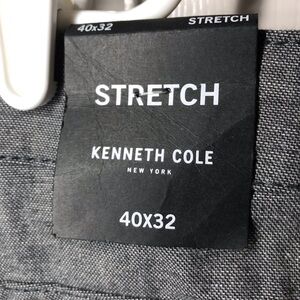 40x32 STRETCH
STRETCH
KENNETH COLE
NEW YORK
40X32